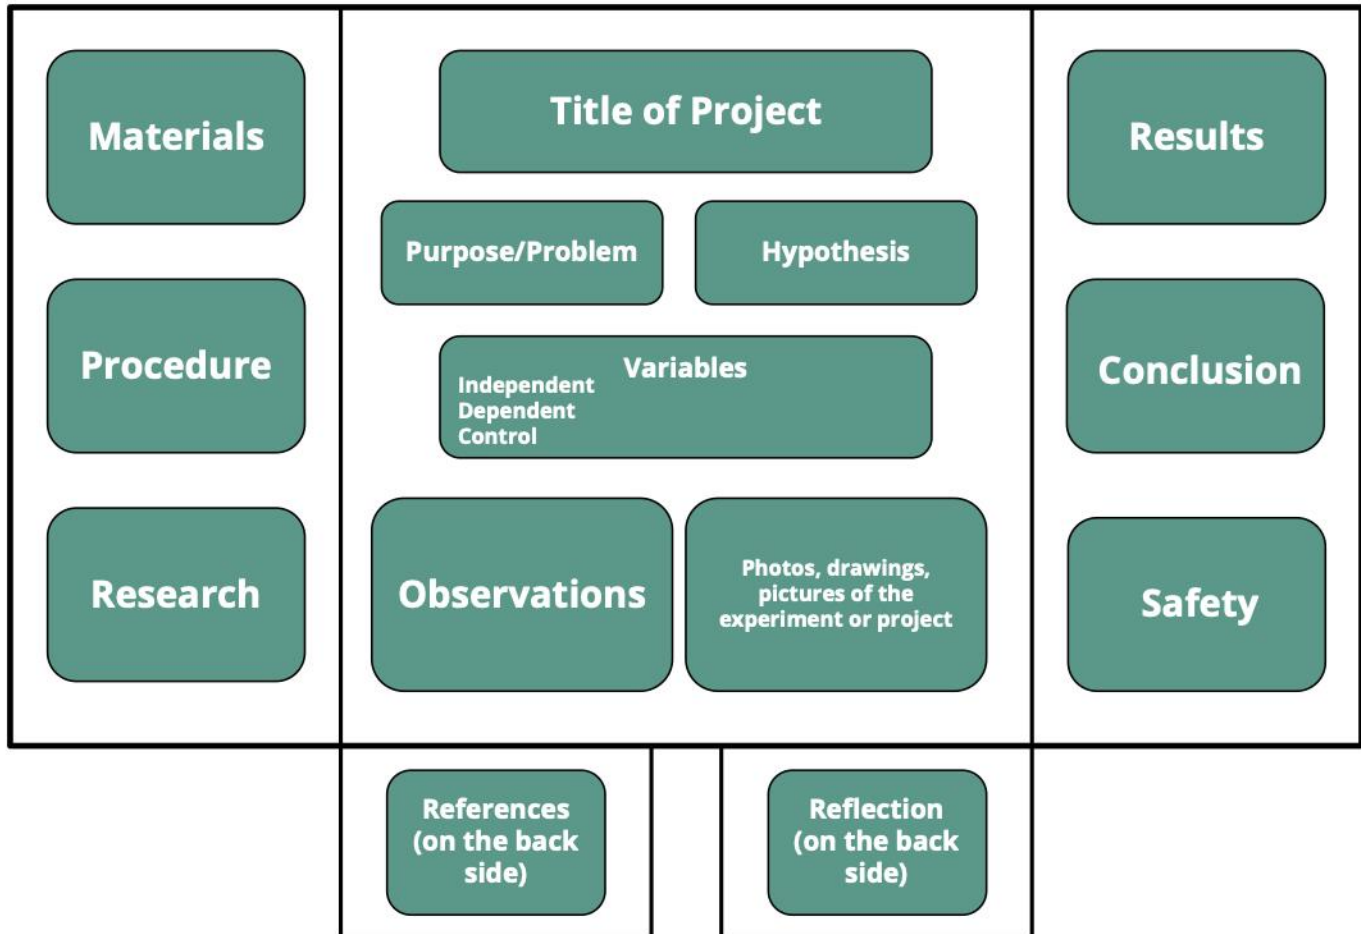 Materials
Procedure
Research
Title of Project
Purpose/Problem
Hypothesis
Variables
Independent
Dependent
Control
Observations
Photos, drawings,
pictures of the
experiment or project
Results
Conclusion
Safety
References
(on the back
side)
Reflection
(on the back
side)